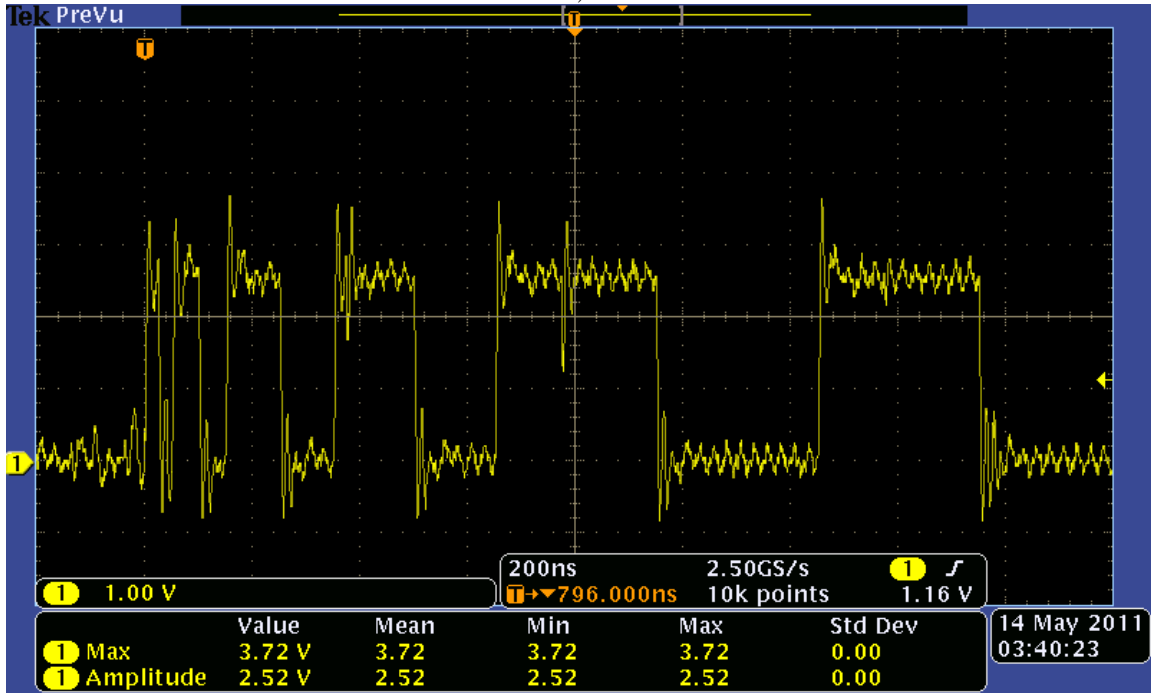 Tek PreVu
T
T
1
200ns 2.50GS/s 1
1 1.00 V T→▼796.000ns 10k points 1.16 V
Value Mean Min Max Std Dev
1 Max 3.72 V 3.72 3.72 3.72 0.00
1 Amplitude 2.52 V 2.52 2.52 2.52 0.00
14 May 2011
03:40:23